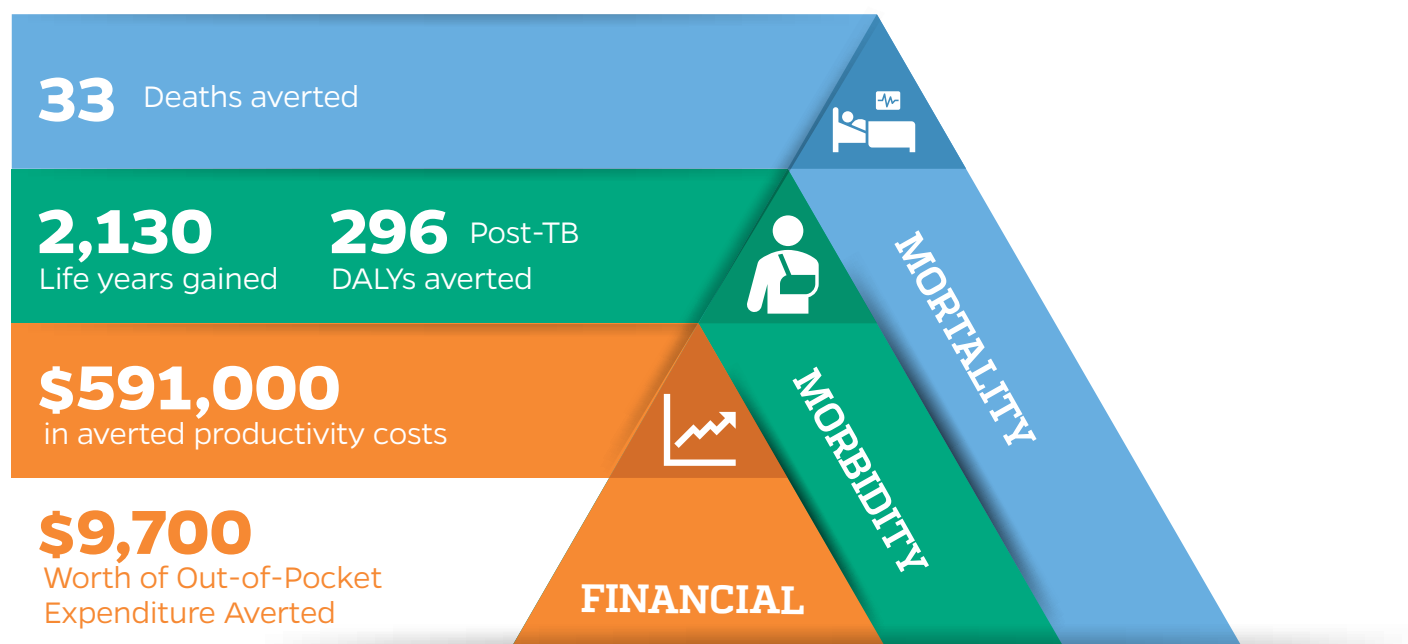 33 Deaths averted
2,130 296 Post-TB
Life years gained DALYs averted
$591,000
in averted productivity costs
$9,700
Worth of Out-of-Pocket
Expenditure Averted
MORTALITY
MORBIDITY
FINANCIAL